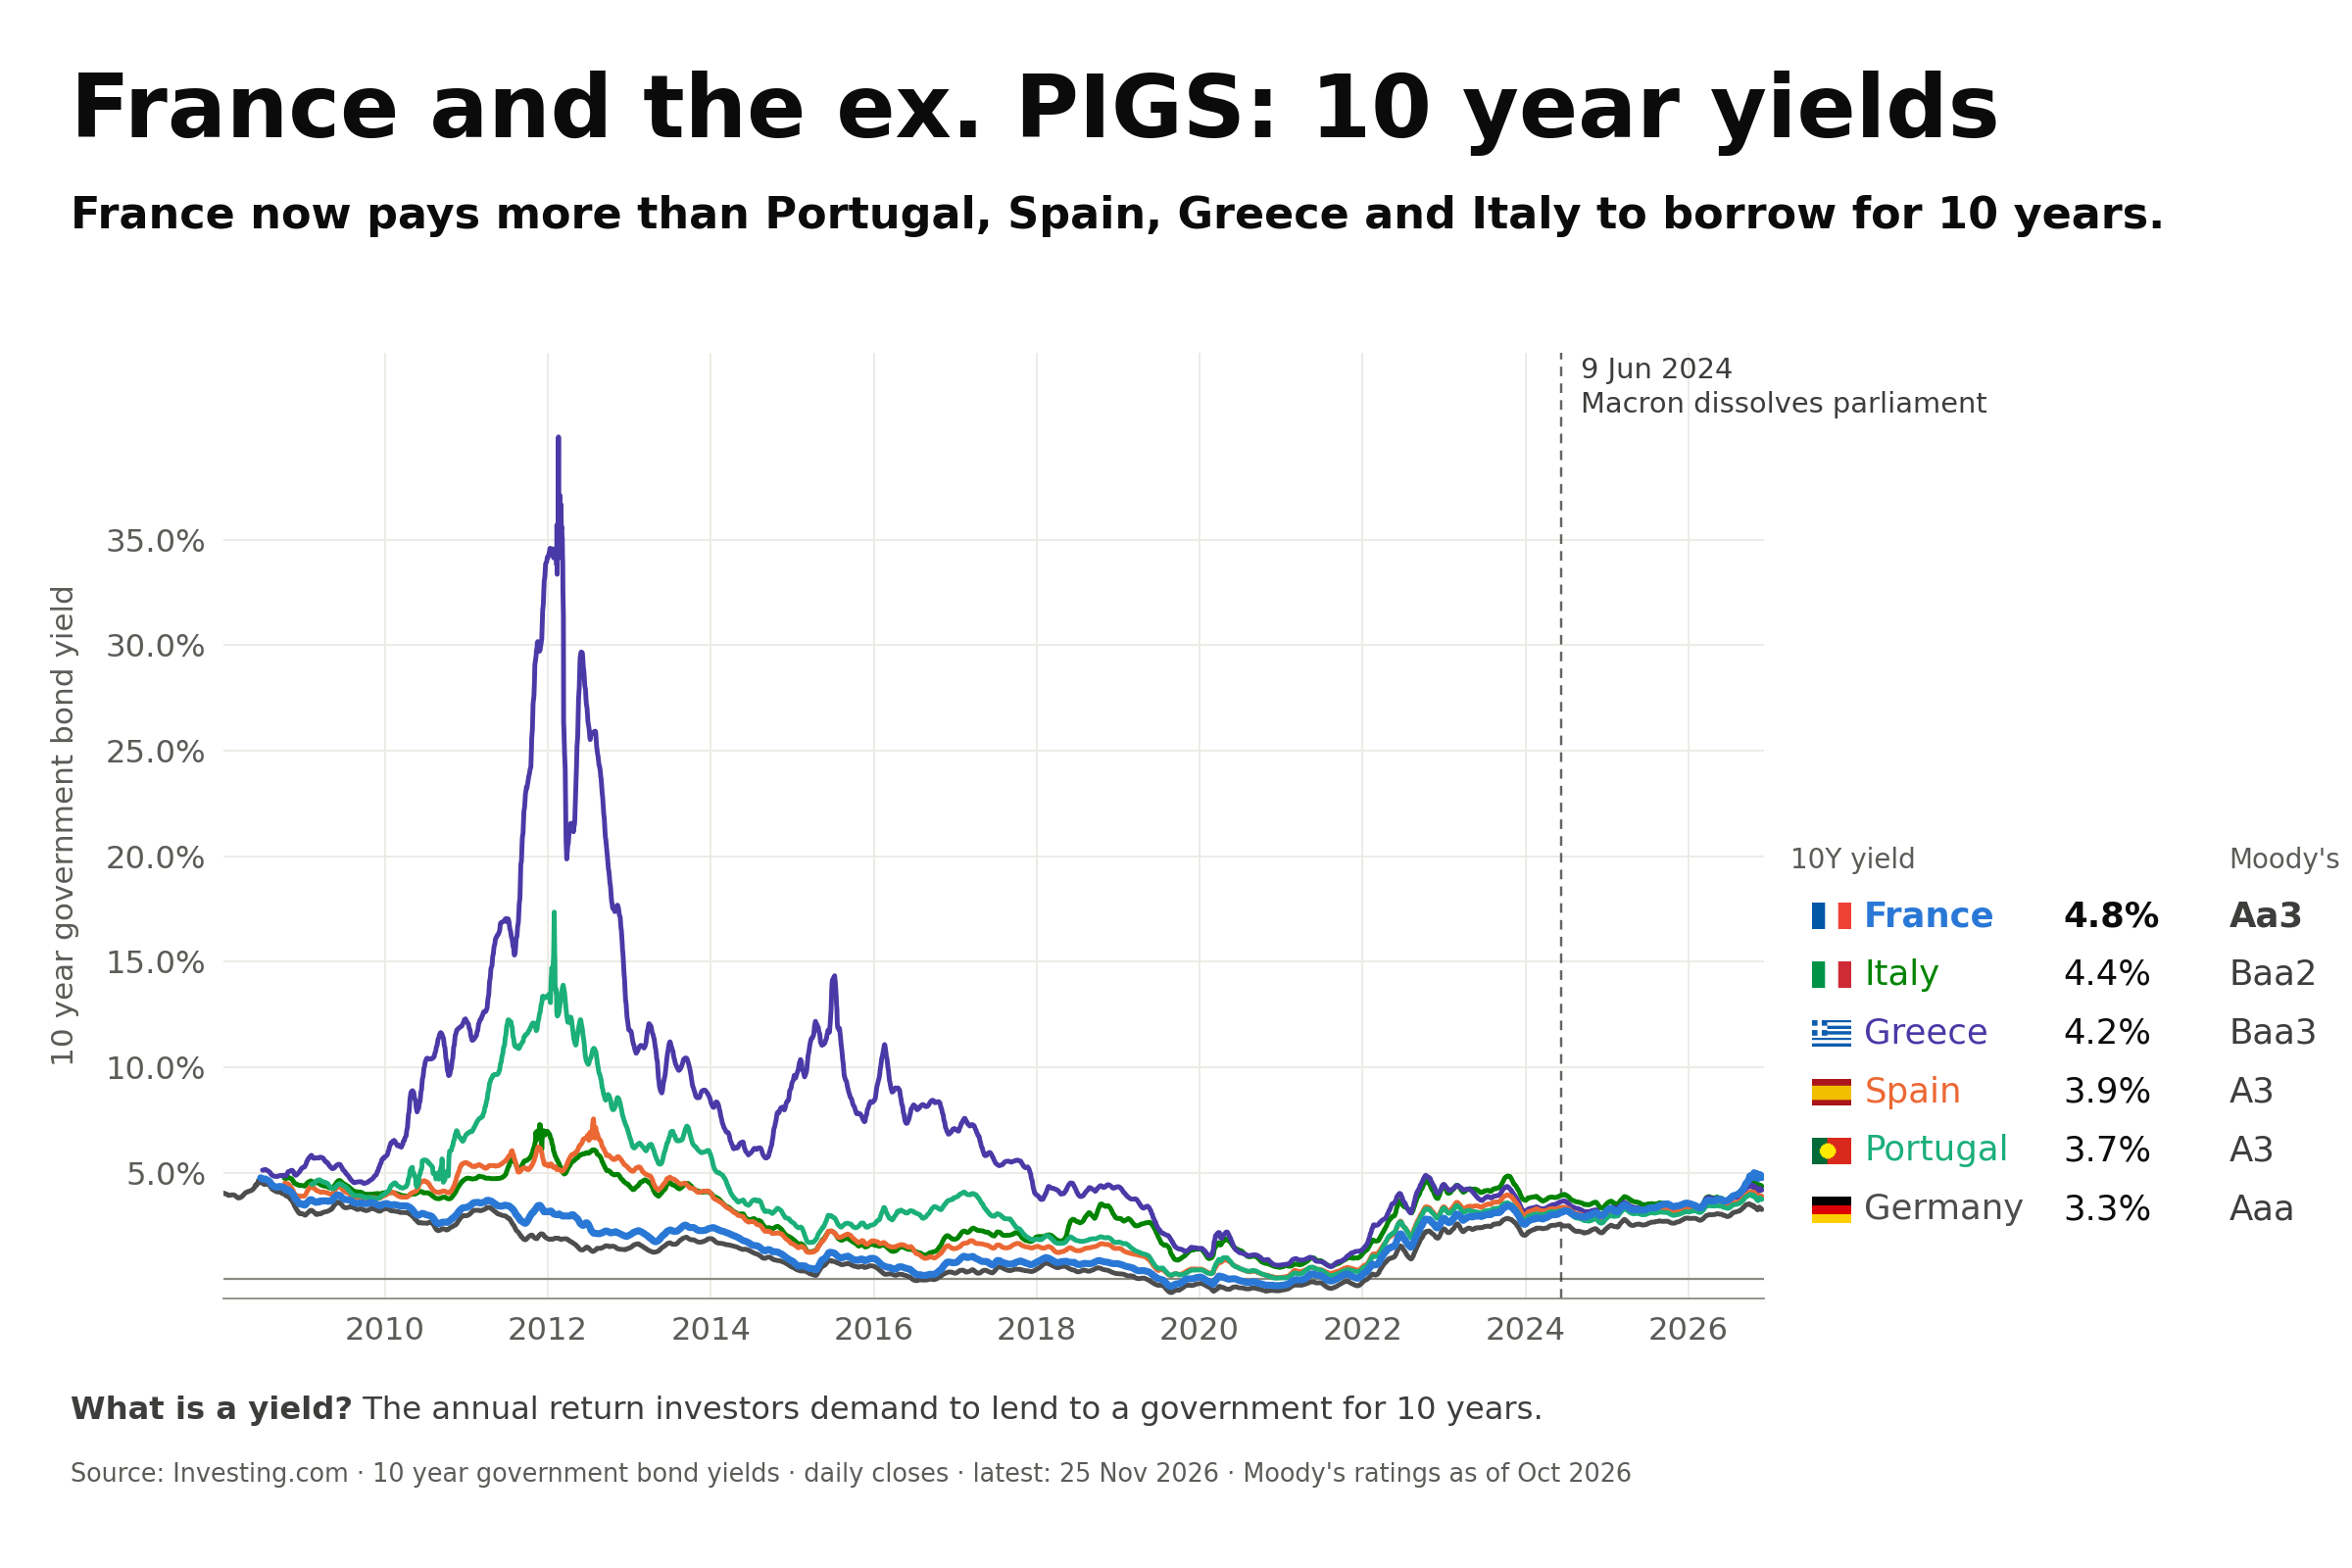 France and the ex. PIGS: 10 year yields
France now pays more than Portugal, Spain, Greece and Italy to borrow for 10 years.
9 Jun 2024
Macron dissolves parliament
10 year government bond yield
35.0%
30.0%
25.0%
20.0%
15.0%
10.0%
5.0%
2010 2012 2014 2016 2018 2020 2022 2024 2026
10Y yield Moody's
France 4.8% Aa3
Italy 4.4% Baa2
Greece 4.2% Baa3
Spain 3.9% A3
Portugal 3.7% A3
Germany 3.3% Aaa
What is a yield? The annual return investors demand to lend to a government for 10 years.
Source: Investing.com · 10 year government bond yields · daily closes · latest: 25 Nov 2026 · Moody's ratings as of Oct 2026